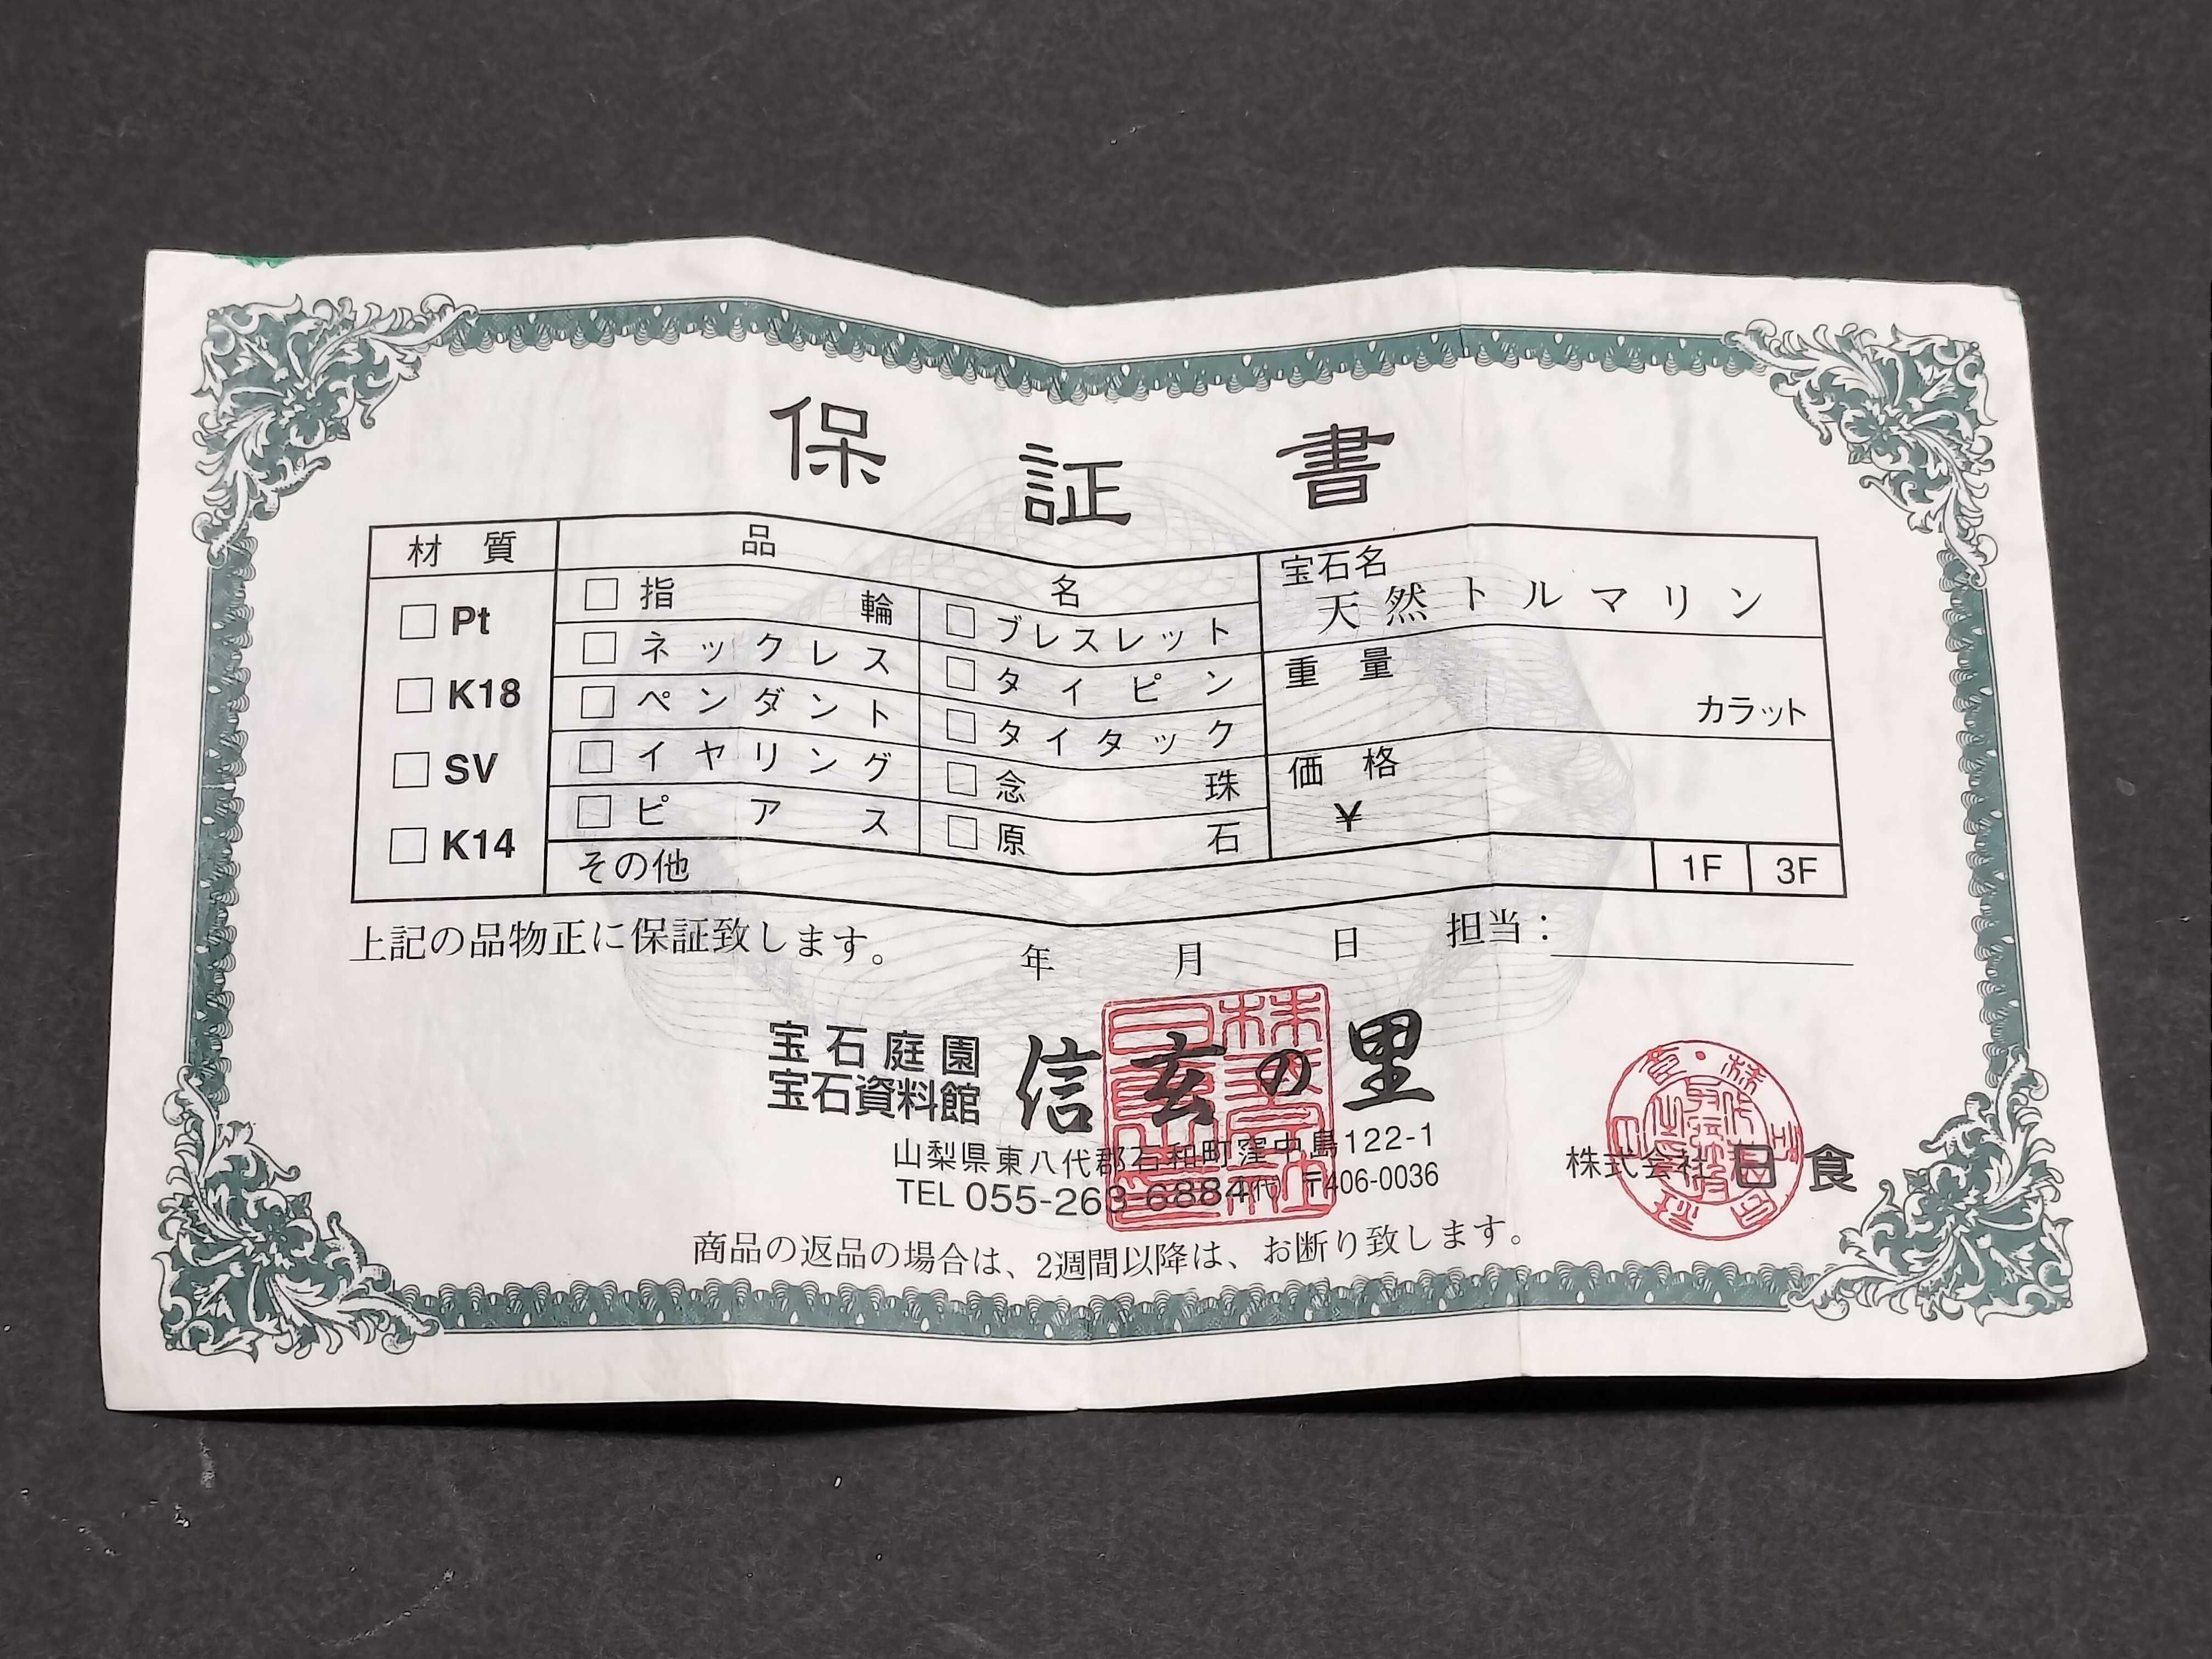 保証書
材質
品名
宝石名
天然トルマリン
□ Pt
□ K18
□ SV
□ K14
□ 指輪
□ ネックレス
□ ペンダント
□ イヤリング
□ ピアス
□ ブレスレット
□ タイピン
□ タイタック
□ 念珠
□ 原石
重量
カラット
価格
¥
その他
1F
3F
上記の品物正に保証致します。
年 月 日 担当:
宝石庭園
宝石資料館
信玄の里
山梨県東八代郡石和町窪中島122-1
TEL 055-263-6884代 〒406-0036
株式会社 日食
商品の返品の場合は、2週間以降は、お断り致します。